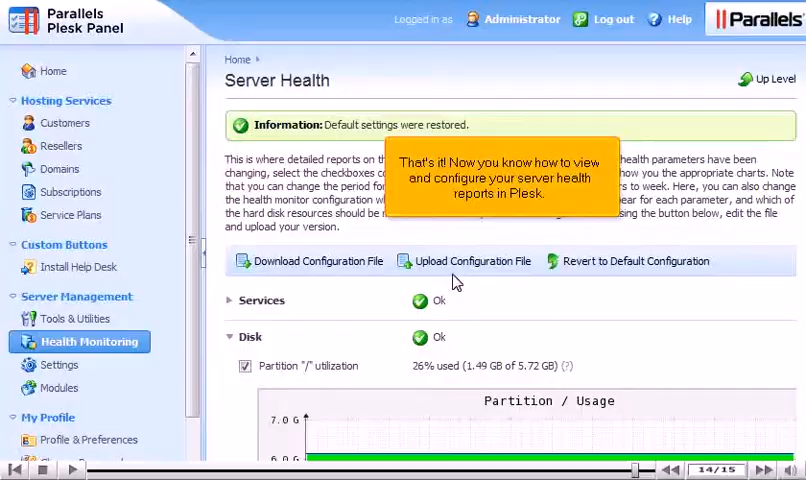 Parallels
Plesk Panel
Logged in as Administrator Log out Help
Parallels
Home
Hosting Services
Customers
Resellers
Domains
Subscriptions
Service Plans
Custom Buttons
Install Help Desk
Server Management
Tools & Utilities
Health Monitoring
Settings
Modules
My Profile
Profile & Preferences
Home
Server Health
Up Level
Information: Default settings were restored.
That's it! Now you know how to view
and configure your server health
reports in Plesk.
This is where detailed reports on th health parameters have been
changing, select the checkboxes c how you the appropriate charts. Note
that you can change the period for rs to week. Here, you can also change
the health monitor configuration wh ear for each parameter, and which of
the hard disk resources should be using the button below, edit the file
and upload your version.
Download Configuration File Upload Configuration File Revert to Default Configuration
Services Ok
Disk Ok
Partition "/" utilization 26% used (1.49 GB of 5.72 GB) (?)
Partition / Usage
7.0 G
6.0 G
14/15